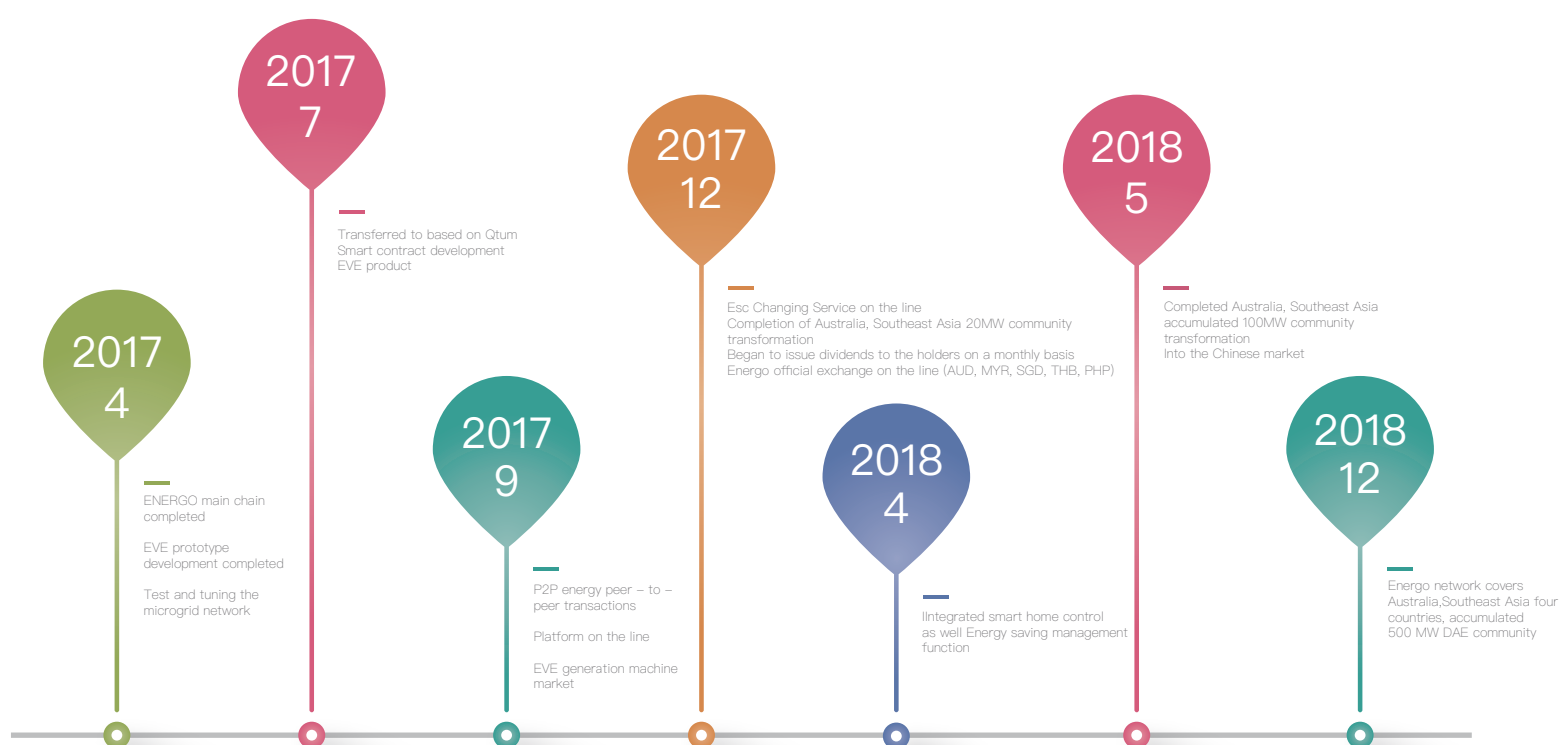 2017
4
ENERGO main chain
completed
EVE prototype
development completed
Test and tuning the
microgrid network
2017
7
Transferred to based on Qtum
Smart contract development
EVE product
2017
9
P2P energy peer – to –
peer transactions
Platform on the line
EVE generation machine
market
2017
12
Esc Changing Service on the line
Completion of Australia, Southeast Asia 20MW community
transformation
Began to issue dividends to the holders on a monthly basis
Energo official exchange on the line (AUD, MYR, SGD, THB, PHP)
2018
4
IIntegrated smart home control
as well Energy saving management
function
2018
5
Completed Australia, Southeast Asia
accumulated 100MW community
transformation
Into the Chinese market
2018
12
Energo network covers
Australia,Southeast Asia four
countries, accumulated
500 MW DAE community